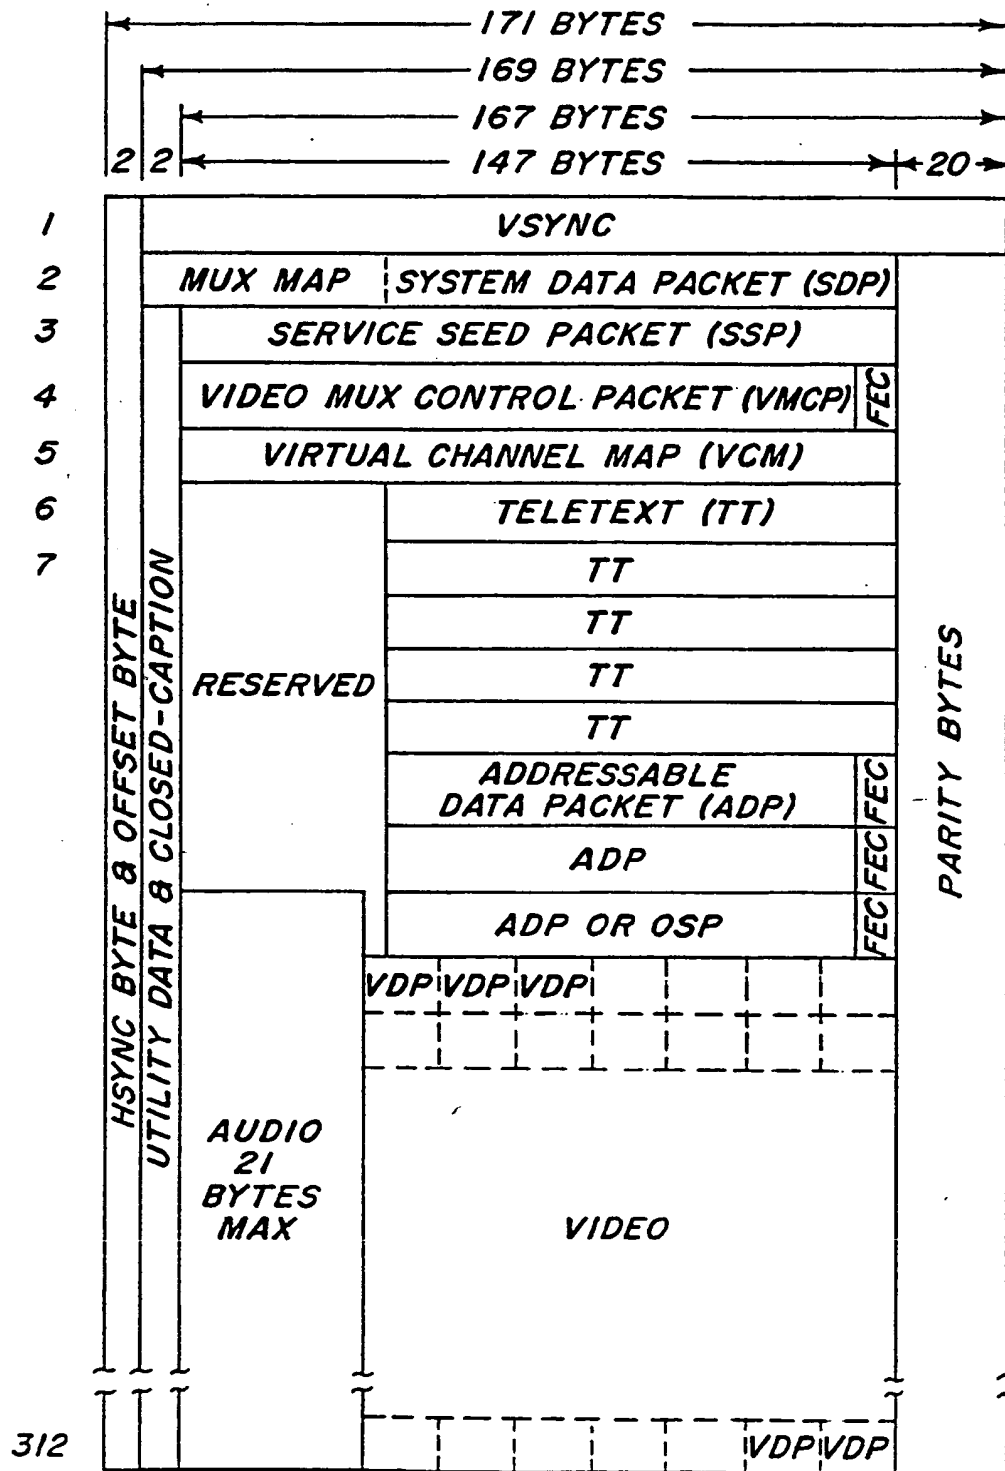 171 BYTES
169 BYTES
167 BYTES
2 2 147 BYTES 20
1 VSYNC
2 MUX MAP SYSTEM DATA PACKET (SDP)
3 SERVICE SEED PACKET (SSP)
4 VIDEO MUX CONTROL PACKET (VMCP) FEC
5 VIRTUAL CHANNEL MAP (VCM)
6 TELETEXT (TT)
7 TT
TT
TT
TT
RESERVED
ADDRESSABLE
DATA PACKET (ADP) FEC
ADP FEC
ADP OR OSP FEC
HSYNC BYTE & OFFSET BYTE
UTILITY DATA & CLOSED-CAPTION
PARITY BYTES
VDP VDP VDP
AUDIO
21
BYTES
MAX
VIDEO
312 VDP VDP